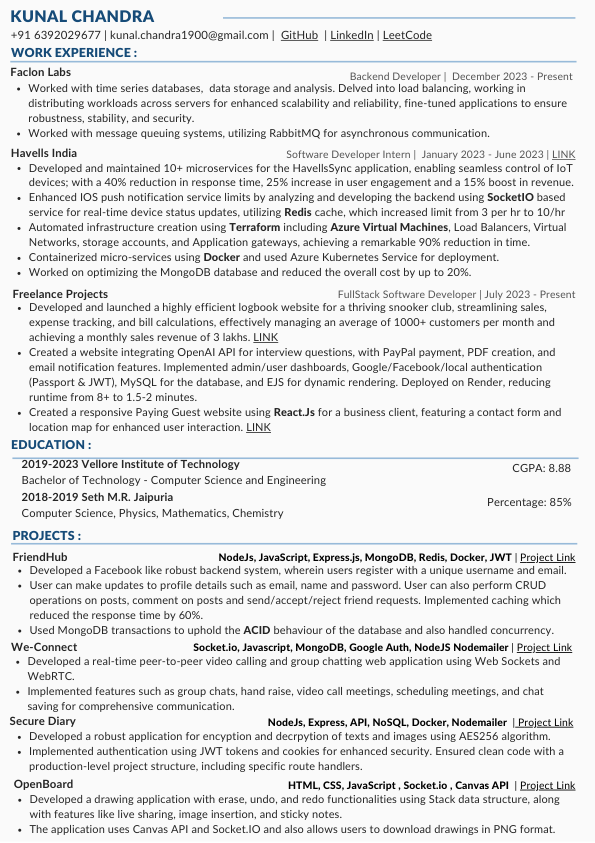 KUNAL CHANDRA
+91 6392029677 | kunal.chandra1900@gmail.com | GitHub | LinkedIn | LeetCode
WORK EXPERIENCE :
Faclon Labs Backend Developer | December 2023 - Present
• Worked with time series databases, data storage and analysis. Delved into load balancing, working in
distributing workloads across servers for enhanced scalability and reliability, fine-tuned applications to ensure
robustness, stability, and security.
• Worked with message queuing systems, utilizing RabbitMQ for asynchronous communication.
Havells India Software Developer Intern | January 2023 - June 2023 | LINK
• Developed and maintained 10+ microservices for the HavellsSync application, enabling seamless control of IoT
devices; with a 40% reduction in response time, 25% increase in user engagement and a 15% boost in revenue.
• Enhanced IOS push notification service limits by analyzing and developing the backend using SocketIO based
service for real-time device status updates, utilizing Redis cache, which increased limit from 3 per hr to 10/hr
• Automated infrastructure creation using Terraform including Azure Virtual Machines, Load Balancers, Virtual
Networks, storage accounts, and Application gateways, achieving a remarkable 90% reduction in time.
• Containerized micro-services using Docker and used Azure Kubernetes Service for deployment.
• Worked on optimizing the MongoDB database and reduced the overall cost by up to 20%.
Freelance Projects FullStack Software Developer | July 2023 - Present
• Developed and launched a highly efficient logbook website for a thriving snooker club, streamlining sales,
expense tracking, and bill calculations, effectively managing an average of 1000+ customers per month and
achieving a monthly sales revenue of 3 lakhs. LINK
• Created a website integrating OpenAI API for interview questions, with PayPal payment, PDF creation, and
email notification features. Implemented admin/user dashboards, Google/Facebook/local authentication
(Passport & JWT), MySQL for the database, and EJS for dynamic rendering. Deployed on Render, reducing
runtime from 8+ to 1.5-2 minutes.
• Created a responsive Paying Guest website using React.Js for a business client, featuring a contact form and
location map for enhanced user interaction. LINK
EDUCATION :
2019-2023 Vellore Institute of Technology CGPA: 8.88
Bachelor of Technology - Computer Science and Engineering
2018-2019 Seth M.R. Jaipuria Percentage: 85%
Computer Science, Physics, Mathematics, Chemistry
PROJECTS :
FriendHub NodeJs, JavaScript, Express.js, MongoDB, Redis, Docker, JWT | Project Link
• Developed a Facebook like robust backend system, wherein users register with a unique username and email.
• User can make updates to profile details such as email, name and password. User can also perform CRUD
operations on posts, comment on posts and send/accept/reject friend requests. Implemented caching which
reduced the response time by 60%.
• Used MongoDB transactions to uphold the ACID behaviour of the database and also handled concurrency.
We-Connect Socket.io, Javascript, MongoDB, Google Auth, NodeJS Nodemailer | Project Link
• Developed a real-time peer-to-peer video calling and group chatting web application using Web Sockets and
WebRTC.
• Implemented features such as group chats, hand raise, video call meetings, scheduling meetings, and chat
saving for comprehensive communication.
Secure Diary NodeJs, Express, API, NoSQL, Docker, Nodemailer | Project Link
• Developed a robust application for encyption and decrpytion of texts and images using AES256 algorithm.
• Implemented authentication using JWT tokens and cookies for enhanced security. Ensured clean code with a
production-level project structure, including specific route handlers.
OpenBoard HTML, CSS, JavaScript , Socket.io , Canvas API | Project Link
• Developed a drawing application with erase, undo, and redo functionalities using Stack data structure, along
with features like live sharing, image insertion, and sticky notes.
• The application uses Canvas API and Socket.IO and also allows users to download drawings in PNG format.